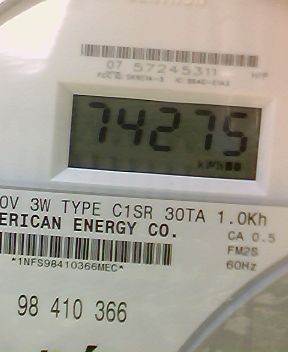 07 57245311
74275
kWh
0V 3W TYPE C1SR 30TA 1.0Kh
ERICAN ENERGY CO.
CA 0.5
FM2S
60Hz
*1NFS98410366MEC*
98 410 366